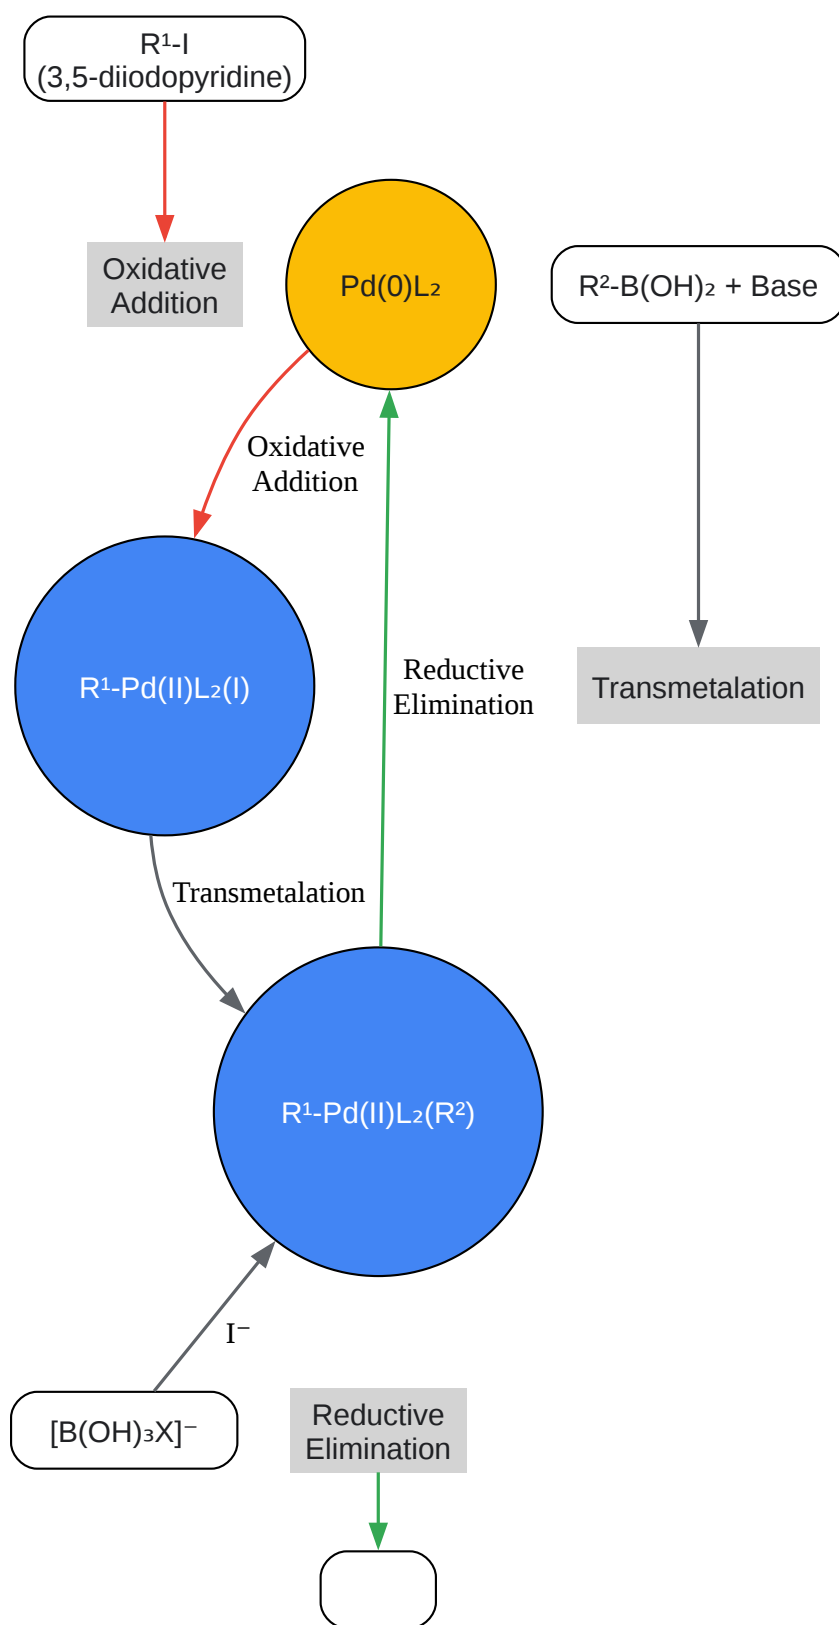 R¹-I
(3,5-diiodopyridine)
Oxidative
Addition
Pd(0)L₂
R²-B(OH)₂ + Base
Oxidative
Addition
R¹-Pd(II)L₂(I)
Reductive
Elimination
Transmetalation
Transmetalation
R¹-Pd(II)L₂(R²)
I⁻
[B(OH)₃X]⁻
Reductive
Elimination